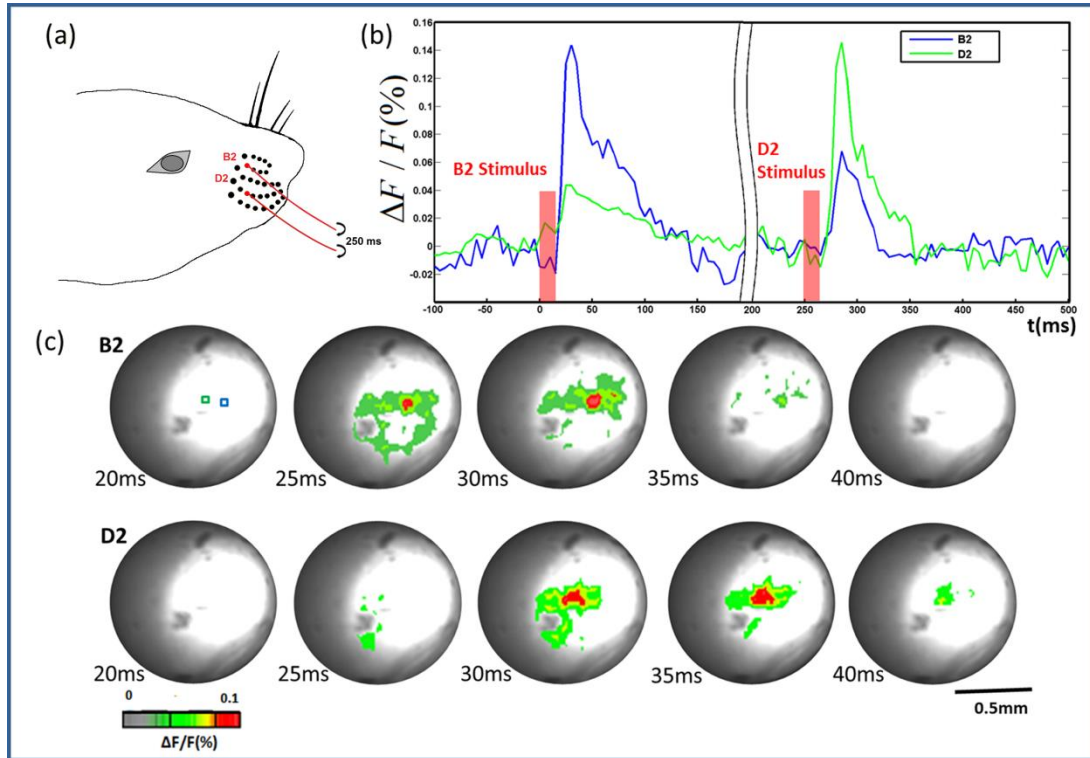 (a)
B2
D2
250 ms
(b)
ΔF / F (%)
0.16
0.14
0.12
0.10
0.08
0.06
0.04
0.02
0
-0.02
B2 Stimulus
D2
Stimulus
B2
D2
-100 -50 0 50 100 150 200 250 300 350 400 450 500
t(ms)
(c)
B2
20ms 25ms 30ms 35ms 40ms
D2
20ms 25ms 30ms 35ms 40ms
0 0.1
ΔF/F(%)
0.5mm